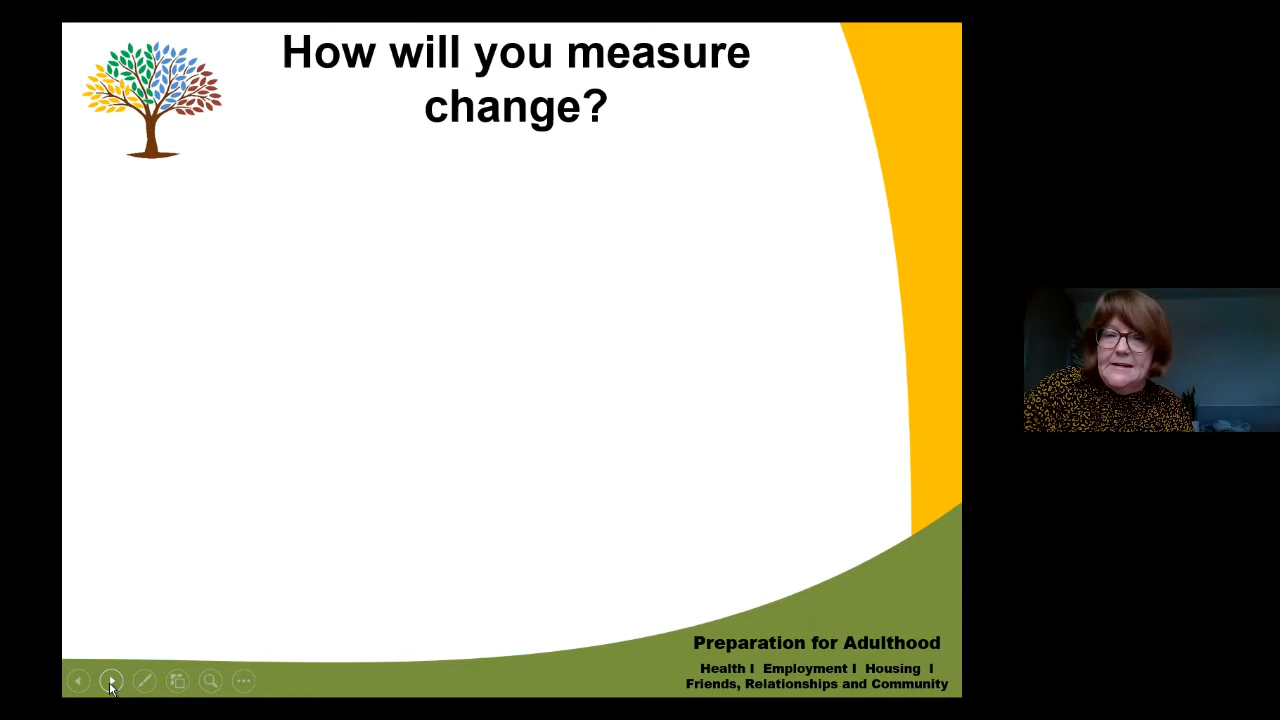 How will you measure
change?
Preparation for Adulthood
Health I Employment I Housing I
Friends, Relationships and Community